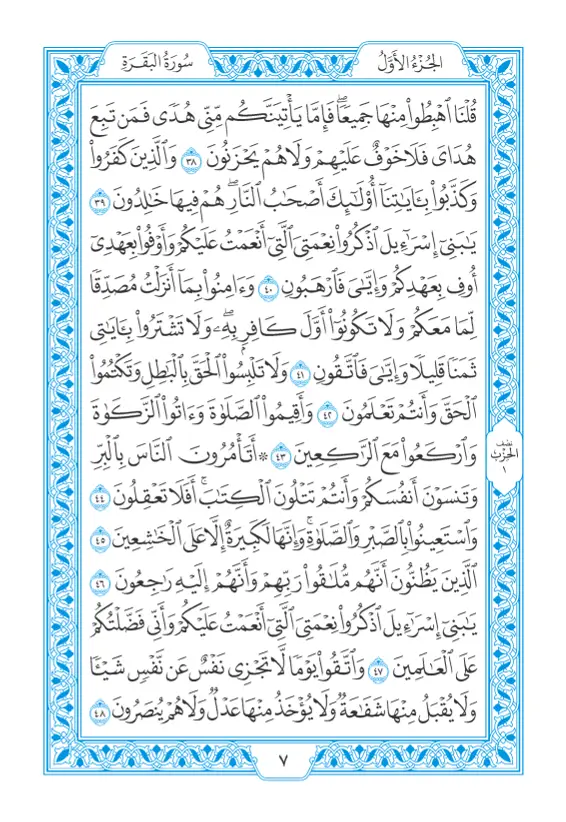 الجُزْءُ الأَوَّلُ
سُورَةُ البَقَرَةِ
قُلْنَا ٱهْبِطُوا۟ مِنْهَا جَمِيعًۭا ۖ فَإِمَّا يَأْتِيَنَّكُم مِّنِّى هُدًۭى فَمَن تَبِعَ
هُدَاىَ فَلَا خَوْفٌ عَلَيْهِمْ وَلَا هُمْ يَحْزَنُونَ ٣٨ وَٱلَّذِينَ كَفَرُوا۟
وَكَذَّبُوا۟ بِـَٔايَـٰتِنَآ أُو۟لَـٰٓئِكَ أَصْحَـٰبُ ٱلنَّارِ ۖ هُمْ فِيهَا خَـٰلِدُونَ ٣٩
يَـٰبَنِىٓ إِسْرَٰٓءِيلَ ٱذْكُرُوا۟ نِعْمَتِىَ ٱلَّتِىٓ أَنْعَمْتُ عَلَيْكُمْ وَأَوْفُوا۟ بِعَهْدِىٓ
أُوفِ بِعَهْدِكُمْ وَإِيَّـٰىَ فَٱرْهَبُونِ ٤٠ وَءَامِنُوا۟ بِمَآ أَنزَلْتُ مُصَدِّقًۭا
لِّمَا مَعَكُمْ وَلَا تَكُونُوٓا۟ أَوَّلَ كَافِرٍۭ بِهِۦ ۖ وَلَا تَشْتَرُوا۟ بِـَٔايَـٰتِى
ثَمَنًۭا قَلِيلًۭا وَإِيَّـٰىَ فَٱتَّقُونِ ٤١ وَلَا تَلْبِسُوا۟ ٱلْحَقَّ بِٱلْبَـٰطِلِ وَتَكْتُمُوا۟
ٱلْحَقَّ وَأَنتُمْ تَعْلَمُونَ ٤٢ وَأَقِيمُوا۟ ٱلصَّلَوٰةَ وَءَاتُوا۟ ٱلزَّكَوٰةَ
وَٱرْكَعُوا۟ مَعَ ٱلرَّٰكِعِينَ ٤٣ * أَتَأْمُرُونَ ٱلنَّاسَ بِٱلْبِرِّ
نصف
الحزب
١
وَتَنسَوْنَ أَنفُسَكُمْ وَأَنتُمْ تَتْلُونَ ٱلْكِتَـٰبَ ۚ أَفَلَا تَعْقِلُونَ ٤٤
وَٱسْتَعِينُوا۟ بِٱلصَّبْرِ وَٱلصَّلَوٰةِ ۚ وَإِنَّهَا لَكَبِيرَةٌ إِلَّا عَلَى ٱلْخَـٰشِعِينَ ٤٥
ٱلَّذِينَ يَظُنُّونَ أَنَّهُم مُّلَـٰقُوا۟ رَبِّهِمْ وَأَنَّهُمْ إِلَيْهِ رَٰجِعُونَ ٤٦
يَـٰبَنِىٓ إِسْرَٰٓءِيلَ ٱذْكُرُوا۟ نِعْمَتِىَ ٱلَّتِىٓ أَنْعَمْتُ عَلَيْكُمْ وَأَنِّى فَضَّلْتُكُمْ
عَلَى ٱلْعَـٰلَمِينَ ٤٧ وَٱتَّقُوا۟ يَوْمًۭا لَّا تَجْزِى نَفْسٌ عَن نَّفْسٍۢ شَيْـًۭٔا
وَلَا يُقْبَلُ مِنْهَا شَفَـٰعَةٌۭ وَلَا يُؤْخَذُ مِنْهَا عَدْلٌۭ وَلَا هُمْ يُنصَرُونَ ٤٨
٧